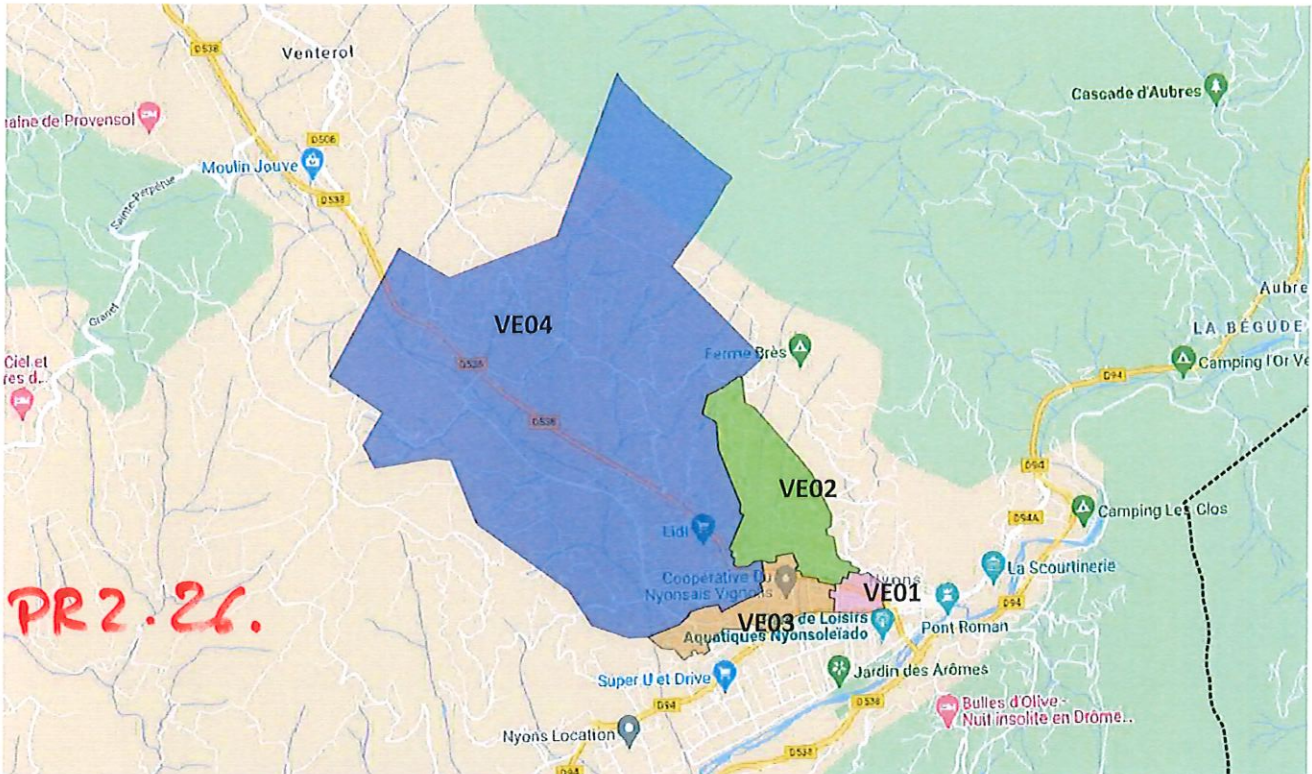 D538
Venterol
Cascade d'Aubres
aine de Provensol
D506
Moulin Jouve
D538
Sainte-Perpétue
Aubre
Granet
VE04
LA BÉGUDE
Ciel et
res d...
D538
Ferme Brès
Camping l'Or Ve
D94
D538
D94
VE02
Camping Les Clos
D94A
Lidl
La Scourtinerie
Coopérative Du
Nyonsais Vignons
Nyons
VE01
D94
PR2.26.
VE03
de Loisirs
Aquatiques Nyonsoleïado
Pont Roman
Super U et Drive
Jardin des Arômes
D94
D538
Bulles d'Olive -
Nuit insolite en Drôme...
Nyons Location
D538
D94